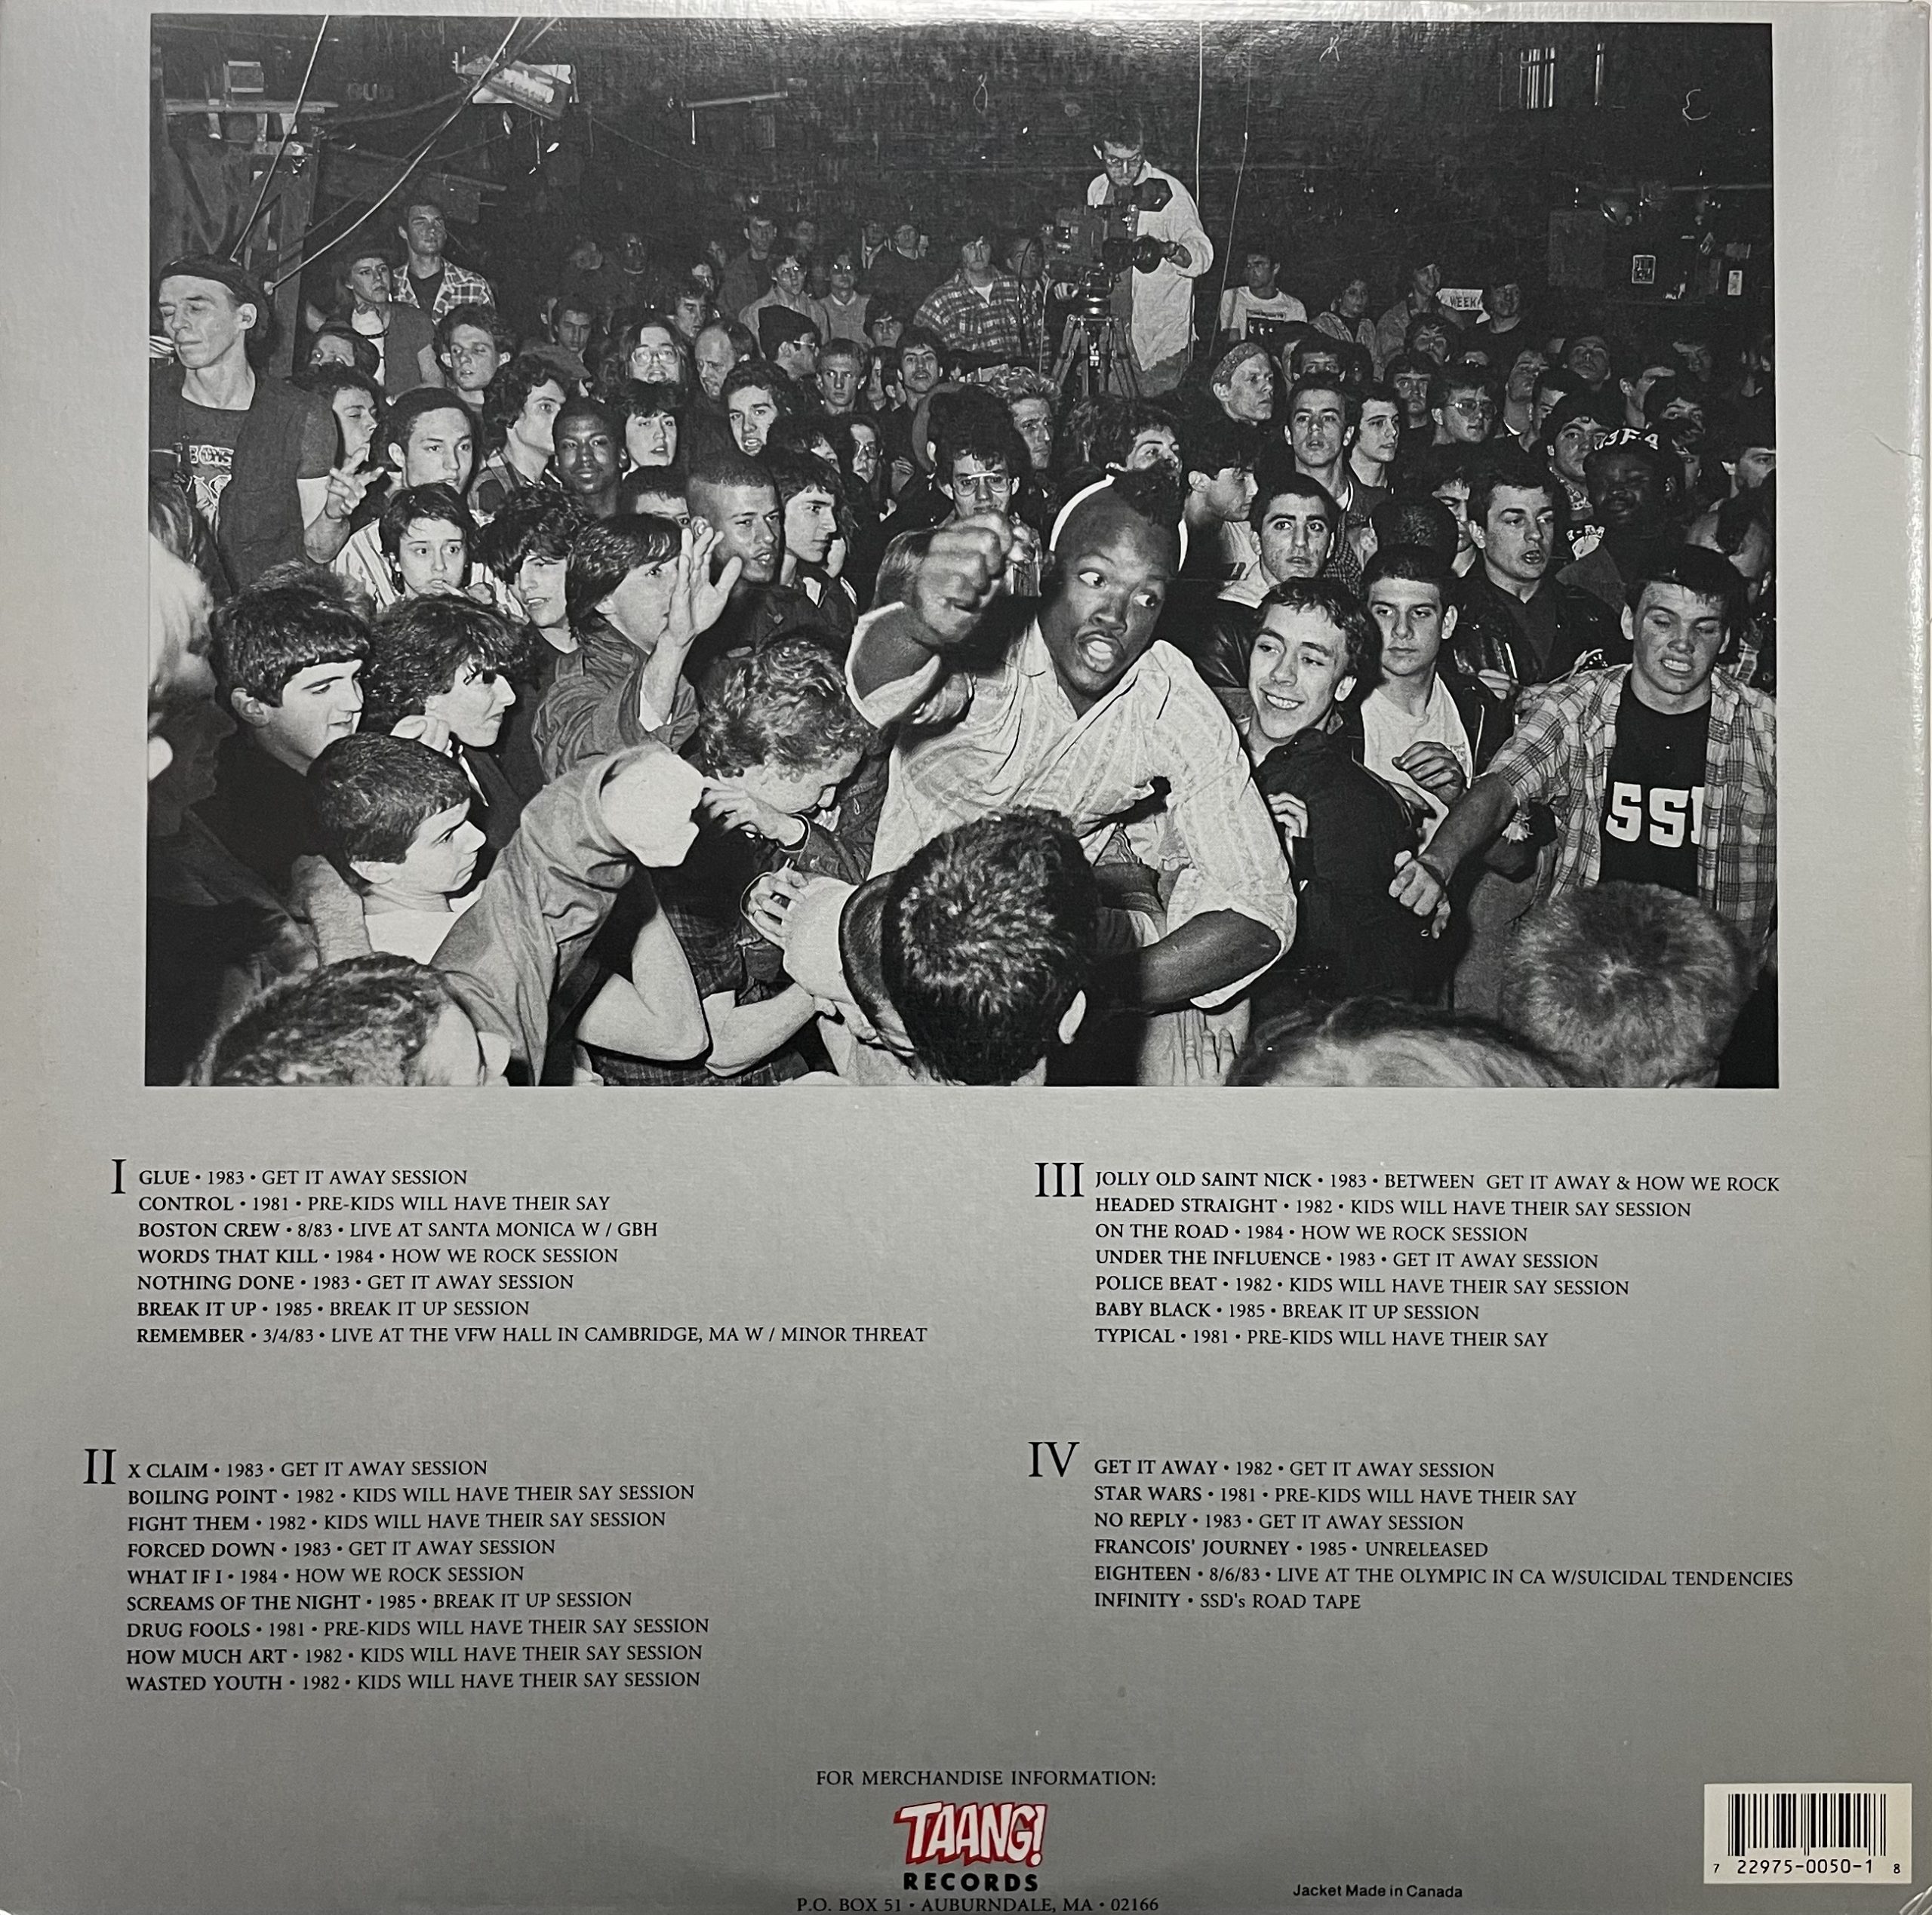 WEEK
SS
I GLUE • 1983 • GET IT AWAY SESSION
CONTROL • 1981 • PRE-KIDS WILL HAVE THEIR SAY
BOSTON CREW • 8/83 • LIVE AT SANTA MONICA W / GBH
WORDS THAT KILL • 1984 • HOW WE ROCK SESSION
NOTHING DONE • 1983 • GET IT AWAY SESSION
BREAK IT UP • 1985 • BREAK IT UP SESSION
REMEMBER • 3/4/83 • LIVE AT THE VFW HALL IN CAMBRIDGE, MA W / MINOR THREAT
II X CLAIM • 1983 • GET IT AWAY SESSION
BOILING POINT • 1982 • KIDS WILL HAVE THEIR SAY SESSION
FIGHT THEM • 1982 • KIDS WILL HAVE THEIR SAY SESSION
FORCED DOWN • 1983 • GET IT AWAY SESSION
WHAT IF I • 1984 • HOW WE ROCK SESSION
SCREAMS OF THE NIGHT • 1985 • BREAK IT UP SESSION
DRUG FOOLS • 1981 • PRE-KIDS WILL HAVE THEIR SAY SESSION
HOW MUCH ART • 1982 • KIDS WILL HAVE THEIR SAY SESSION
WASTED YOUTH • 1982 • KIDS WILL HAVE THEIR SAY SESSION
III JOLLY OLD SAINT NICK • 1983 • BETWEEN GET IT AWAY & HOW WE ROCK
HEADED STRAIGHT • 1982 • KIDS WILL HAVE THEIR SAY SESSION
ON THE ROAD • 1984 • HOW WE ROCK SESSION
UNDER THE INFLUENCE • 1983 • GET IT AWAY SESSION
POLICE BEAT • 1982 • KIDS WILL HAVE THEIR SAY SESSION
BABY BLACK • 1985 • BREAK IT UP SESSION
TYPICAL • 1981 • PRE-KIDS WILL HAVE THEIR SAY
IV GET IT AWAY • 1982 • GET IT AWAY SESSION
STAR WARS • 1981 • PRE-KIDS WILL HAVE THEIR SAY
NO REPLY • 1983 • GET IT AWAY SESSION
FRANCOIS' JOURNEY • 1985 • UNRELEASED
EIGHTEEN • 8/6/83 • LIVE AT THE OLYMPIC IN CA W/SUICIDAL TENDENCIES
INFINITY • SSD's ROAD TAPE
FOR MERCHANDISE INFORMATION:
TAANG!
RECORDS
P.O. BOX 51 • AUBURNDALE, MA • 02166
Jacket Made in Canada
7 22975-0050-1 8